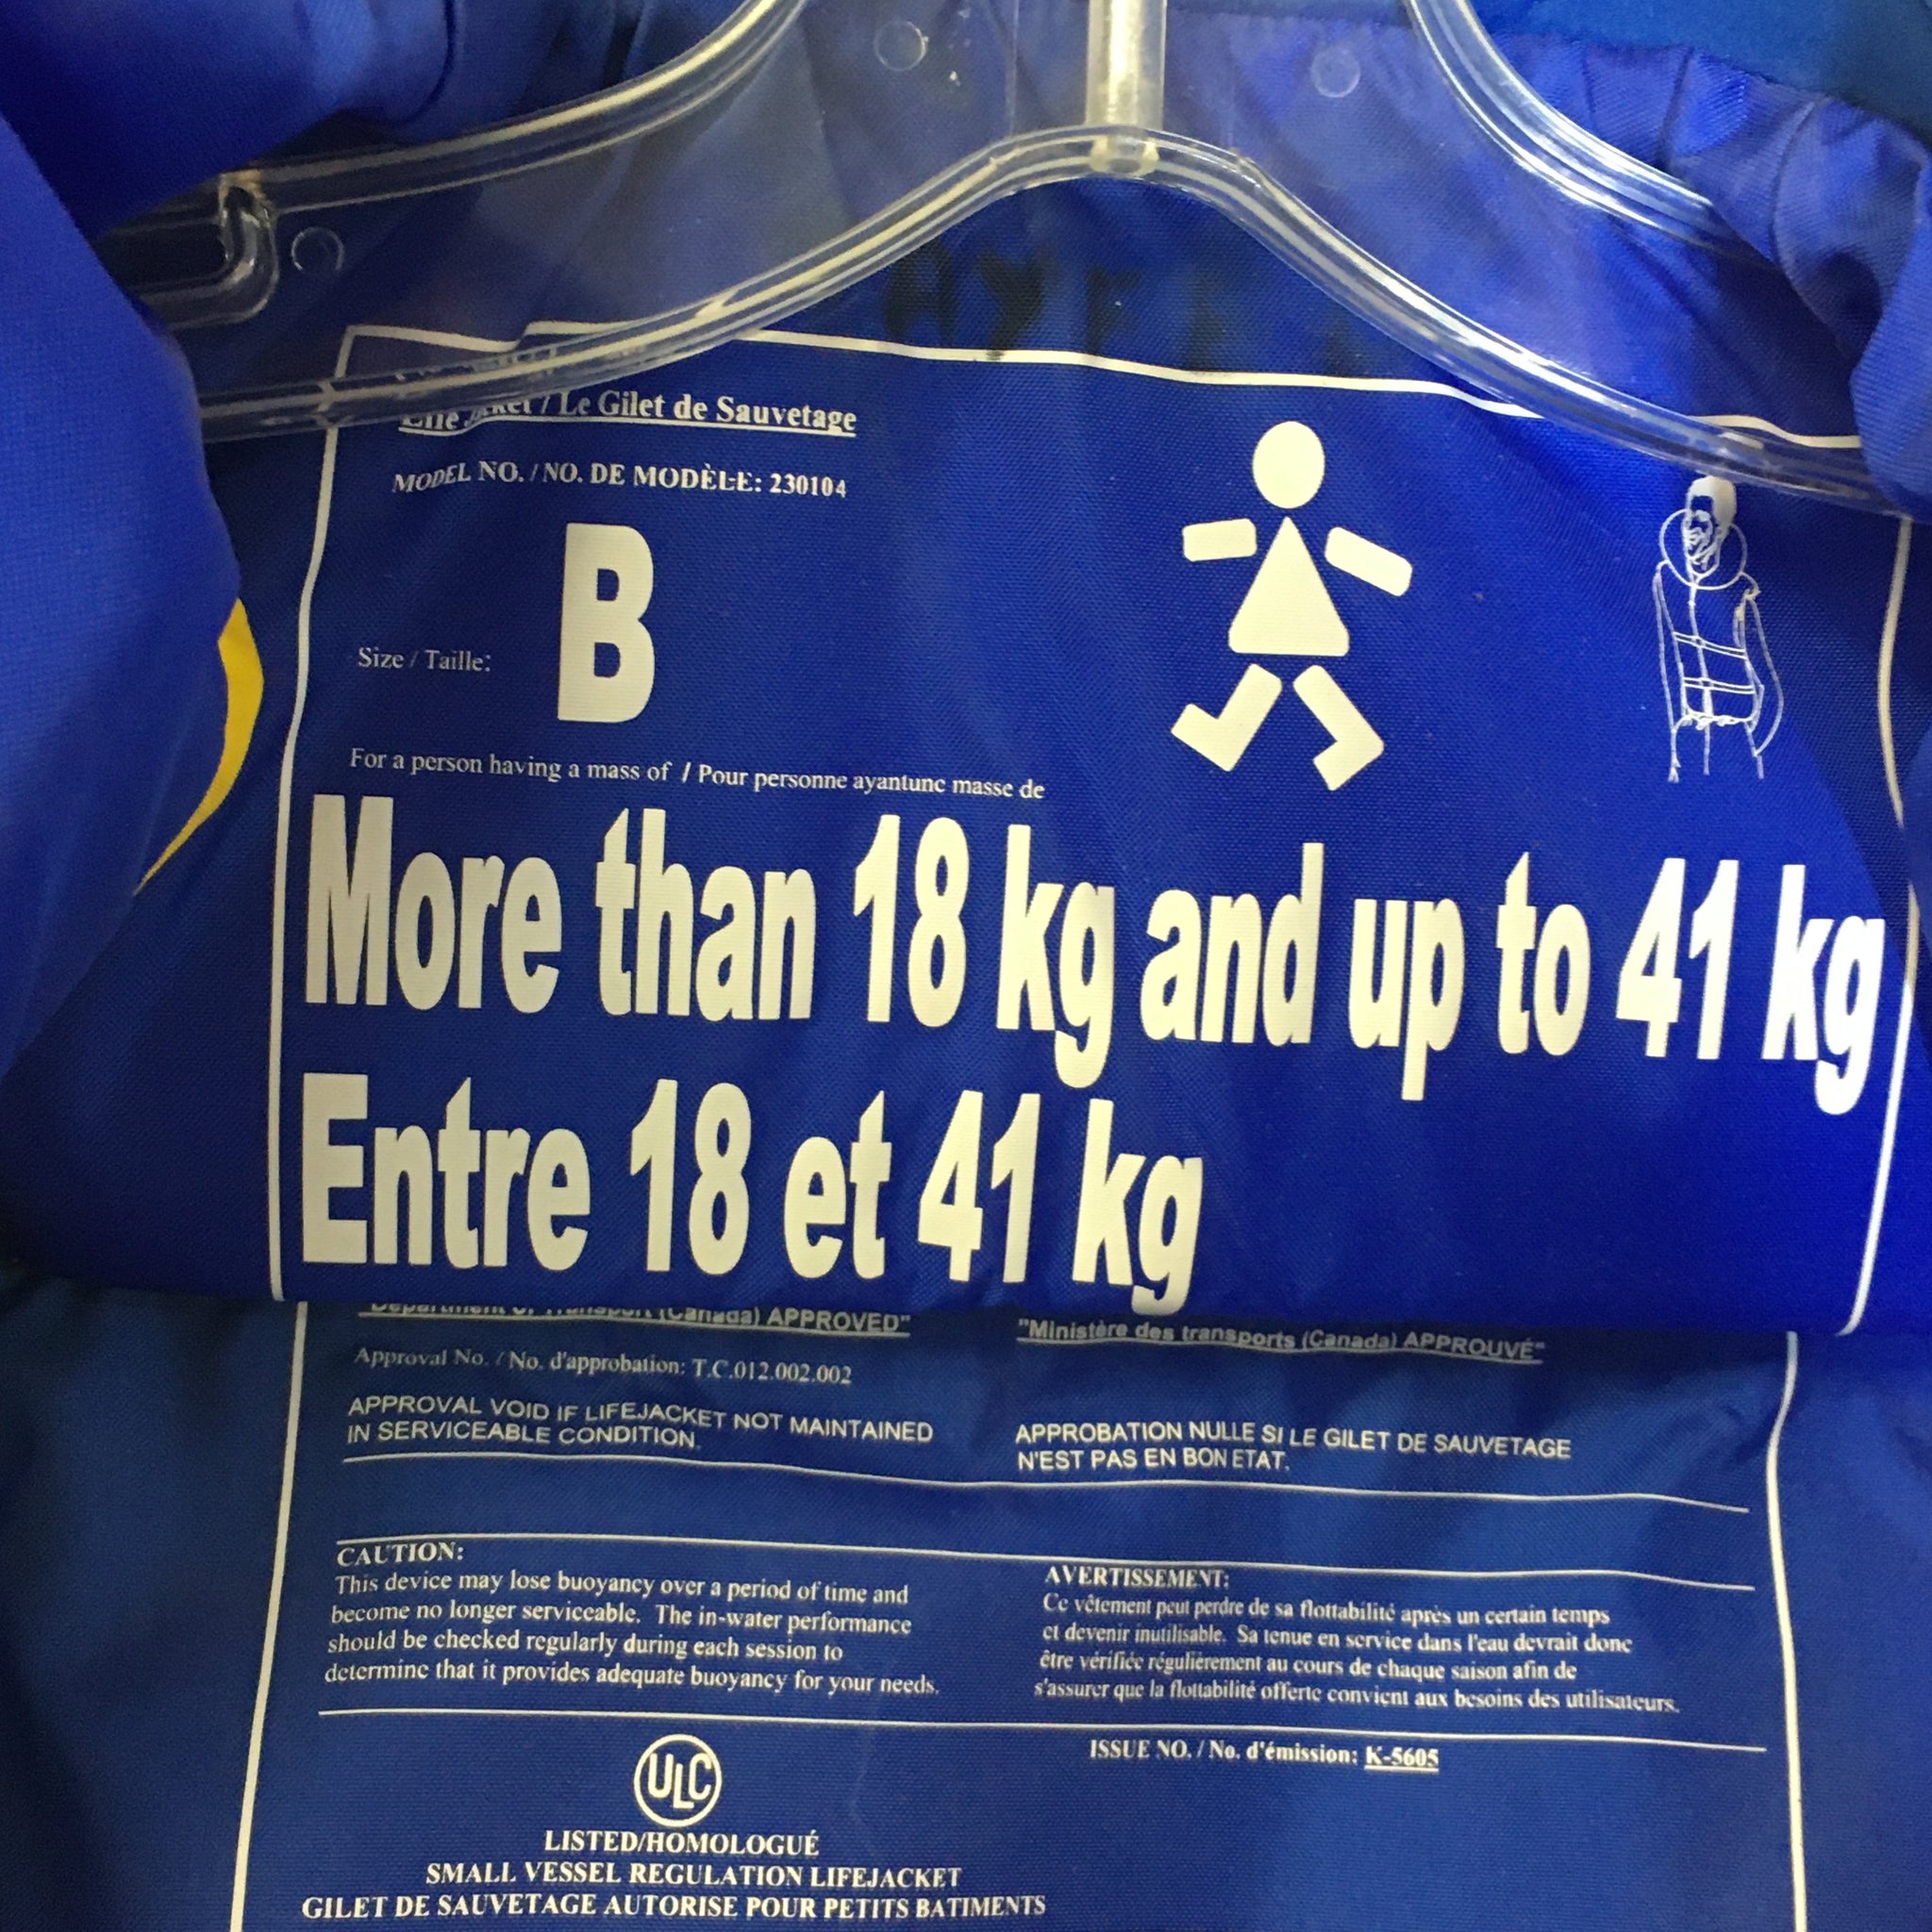 / Le Gilet de Sauvetage
MODEL NO. / NO. DE MODÈLE: 230104
Size / Taille:
B
For a person having a mass of / Pour personne ayantunc masse de
More than 18 kg and up to 41 kg
Entre 18 et 41 kg
Department of Transport (Canada) APPROVED"
"Ministère des transports (Canada) APPROUVÉ"
Approval No. / No. d'approbation: T.C.012.002.002
APPROVAL VOID IF LIFEJACKET NOT MAINTAINED
IN SERVICEABLE CONDITION.
APPROBATION NULLE SI LE GILET DE SAUVETAGE
N'EST PAS EN BON ETAT.
CAUTION:
This device may lose buoyancy over a period of time and
become no longer serviceable. The in-water performance
should be checked regularly during each session to
determine that it provides adequate buoyancy for your needs.
AVERTISSEMENT:
Ce vêtement peut perdre de sa flottabilité après un certain temps
et devenir inutilisable. Sa tenue en service dans l'eau devrait donc
être vérifiée régulièrement au cours de chaque saison afin de
s'assurer que la flottabilité offerte convient aux besoins des utilisateurs.
ISSUE NO. / No. d'émission: K-5605
ULC
LISTED/HOMOLOGUÉ
SMALL VESSEL REGULATION LIFEJACKET
GILET DE SAUVETAGE AUTORISE POUR PETITS BATIMENTS